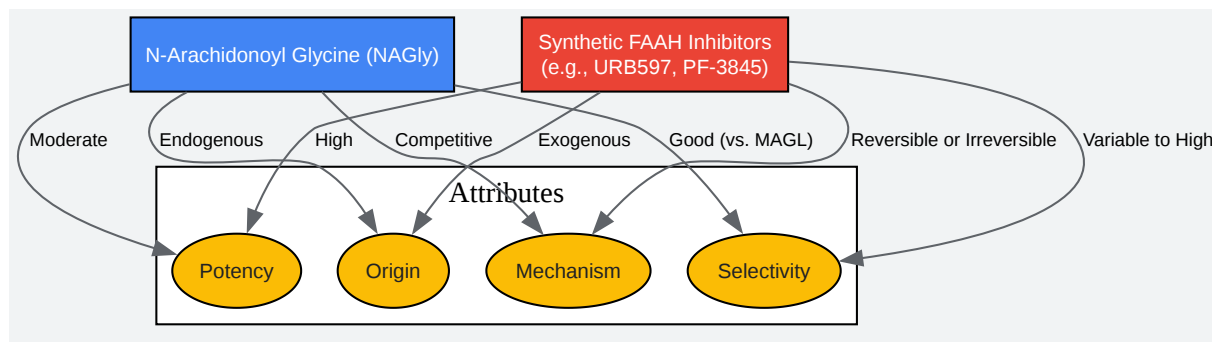 N-Arachidonoyl Glycine (NAGly)
Synthetic FAAH Inhibitors
(e.g., URB597, PF-3845)
Moderate
Endogenous
High
Competitive
Exogenous
Good (vs. MAGL)
Reversible or Irreversible
Variable to High
Attributes
Potency
Origin
Mechanism
Selectivity